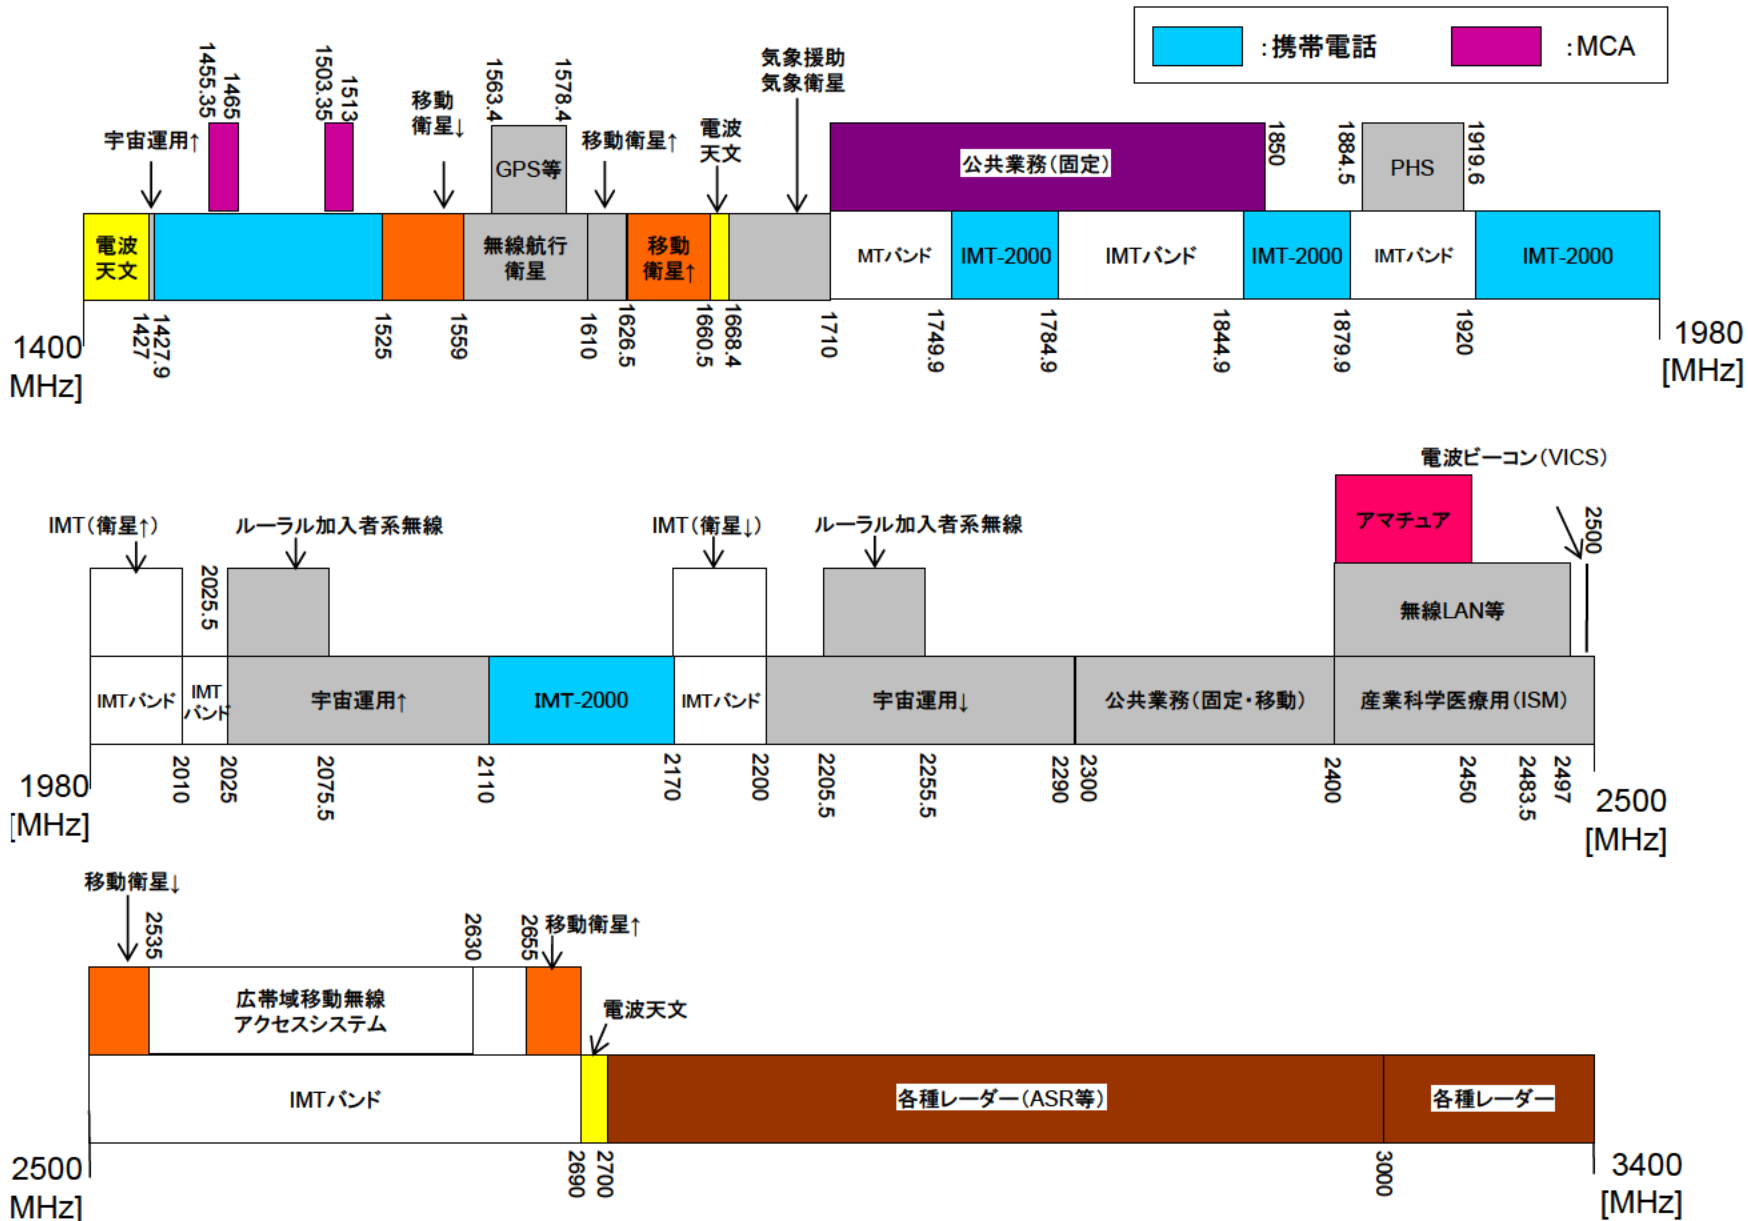 :携帯電話
:MCA
1455.35
1465
1503.35
1513
宇宙運用↑
移動
衛星↓
1563.4
1578.4
移動衛星↑
電波
天文
気象援助
気象衛星
GPS等
公共業務(固定)
1850
1884.5
PHS
1919.6
電波
天文
無線航行
衛星
移動
衛星↑
MTバンド
IMT-2000
IMTバンド
IMT-2000
IMTバンド
IMT-2000
1400
MHz]
1427
1427.9
1525
1559
1610
1626.5
1660.5
1668.4
1710
1749.9
1784.9
1844.9
1879.9
1920
1980
[MHz]
電波ビーコン(VICS)
IMT(衛星↑)
ルーラル加入者系無線
IMT(衛星↓)
ルーラル加入者系無線
アマチュア
2500
2025.5
無線LAN等
IMTバンド
IMT
バンド
宇宙運用↑
IMT-2000
IMTバンド
宇宙運用↓
公共業務(固定・移動)
産業科学医療用(ISM)
1980
[MHz]
2010
2025
2075.5
2110
2170
2200
2205.5
2255.5
2290
2300
2400
2450
2483.5
2497
2500
[MHz]
移動衛星↓
2535
2630
2655
移動衛星↑
広帯域移動無線
アクセスシステム
電波天文
IMTバンド
各種レーダー(ASR等)
各種レーダー
2500
MHz]
2690
2700
3000
3400
[MHz]